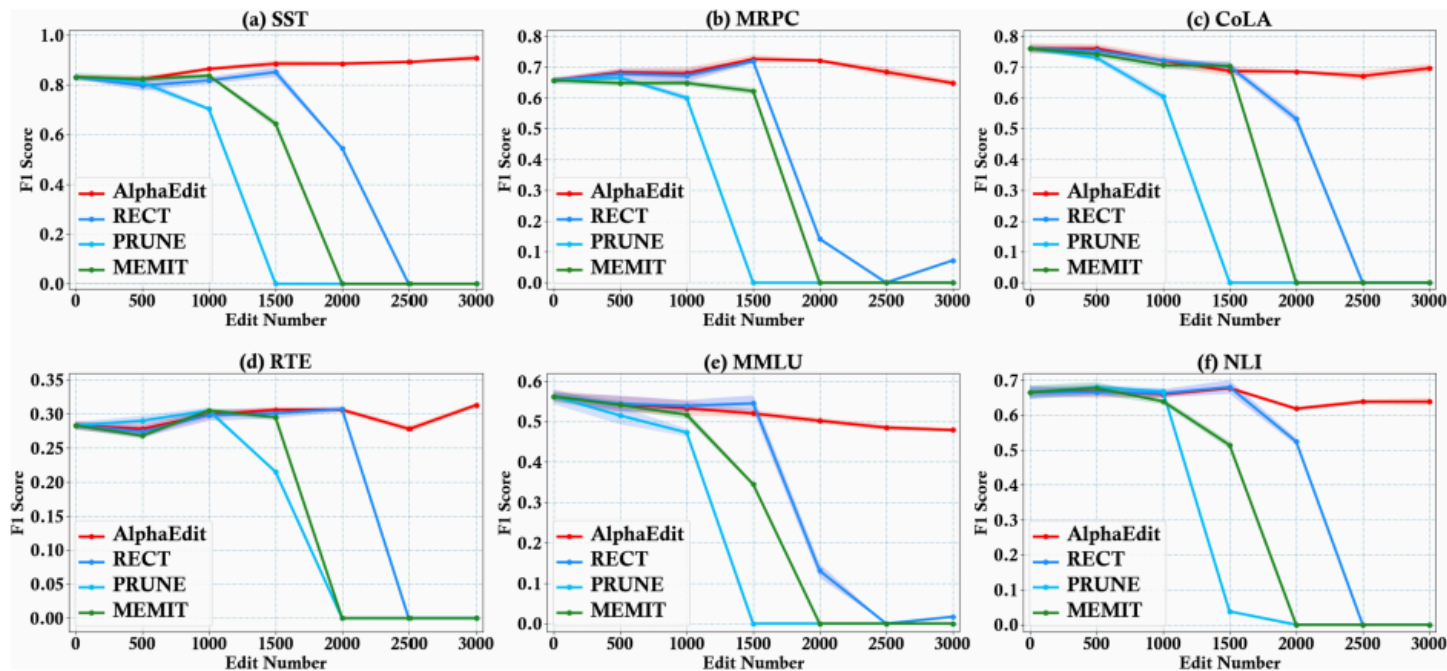 (a) SST
(b) MRPC
(c) CoLA
F1 Score
1.0
0.8
0.6
0.4
0.2
0.0
AlphaEdit
RECT
PRUNE
MEMIT
0 500 1000 1500 2000 2500 3000
Edit Number
F1 Score
0.8
0.7
0.6
0.5
0.4
0.3
0.2
0.1
0.0
AlphaEdit
RECT
PRUNE
MEMIT
0 500 1000 1500 2000 2500 3000
Edit Number
F1 Score
0.8
0.7
0.6
0.5
0.4
0.3
0.2
0.1
0.0
AlphaEdit
RECT
PRUNE
MEMIT
0 500 1000 1500 2000 2500 3000
Edit Number
(d) RTE
(e) MMLU
(f) NLI
F1 Score
0.35
0.30
0.25
0.20
0.15
0.10
0.05
0.00
AlphaEdit
RECT
PRUNE
MEMIT
0 500 1000 1500 2000 2500 3000
Edit Number
F1 Score
0.6
0.5
0.4
0.3
0.2
0.1
0.0
AlphaEdit
RECT
PRUNE
MEMIT
0 500 1000 1500 2000 2500 3000
Edit Number
F1 Score
0.7
0.6
0.5
0.4
0.3
0.2
0.1
0.0
AlphaEdit
RECT
PRUNE
MEMIT
0 500 1000 1500 2000 2500 3000
Edit Number